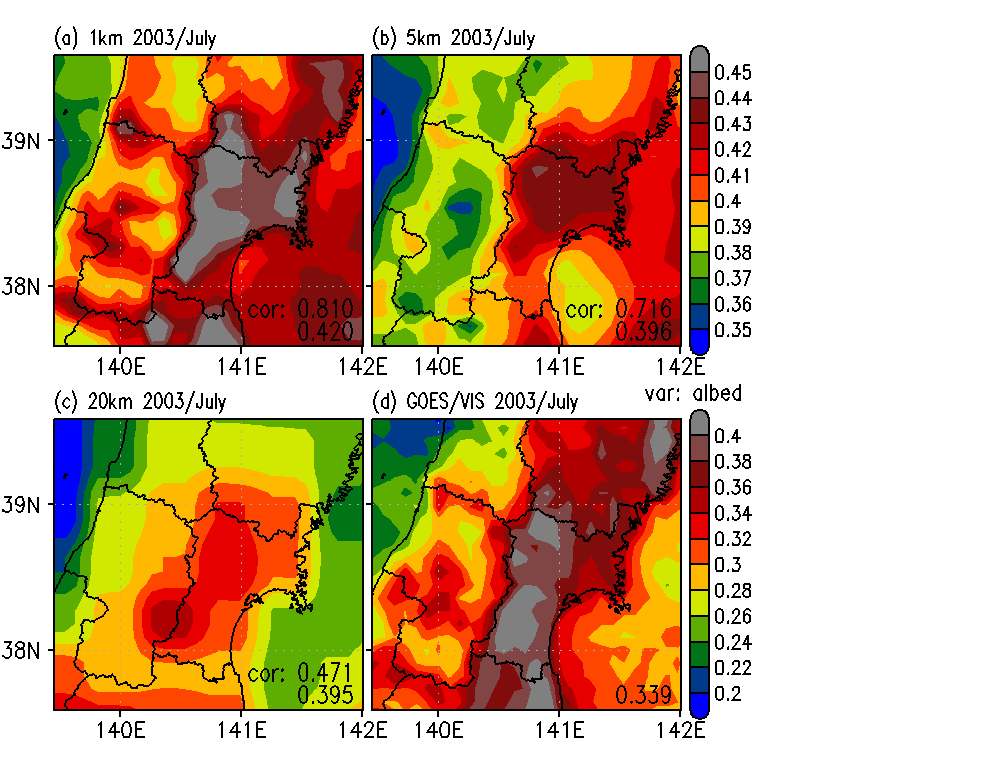 (a) 1km 2003/July
(b) 5km 2003/July
0.45
0.44
0.43
0.42
0.41
0.4
0.39
0.38
0.37
0.36
0.35
39N
38N
cor: 0.810
0.420
cor: 0.716
0.396
140E 141E 142E
140E 141E 142E
var: albed
(c) 20km 2003/July
(d) GOES/VIS 2003/July
0.4
0.38
0.36
0.34
0.32
0.3
0.28
0.26
0.24
0.22
0.2
39N
38N
cor: 0.471
0.395
0.339
140E 141E 142E
140E 141E 142E